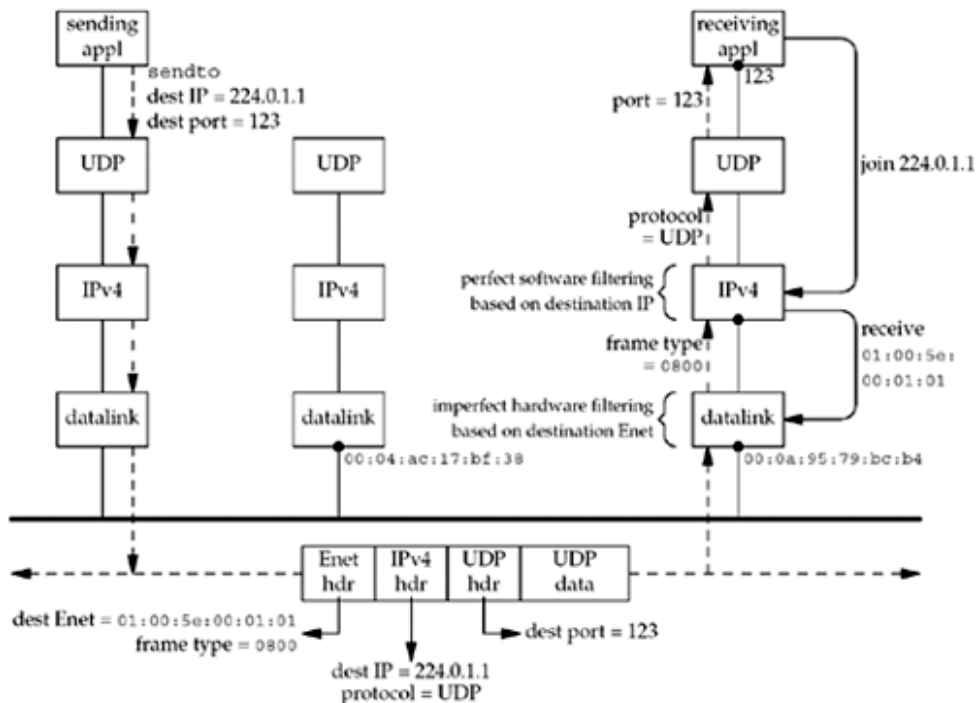 sending
appl
sendto
dest IP = 224.0.1.1
dest port = 123
UDP
IPv4
datalink
UDP
IPv4
datalink
00:04:ac:17:bf:38
receiving
appl
123
port = 123
UDP
join 224.0.1.1
protocol
= UDP
perfect software filtering
based on destination IP
IPv4
receive
01:00:5e:
00:01:01
frame type
= 0800
imperfect hardware filtering
based on destination Enet
datalink
00:0a:95:79:bc:b4
Enet
hdr
IPv4
hdr
UDP
hdr
UDP
data
dest Enet = 01:00:5e:00:01:01
frame type = 0800
dest IP = 224.0.1.1
protocol = UDP
dest port = 123